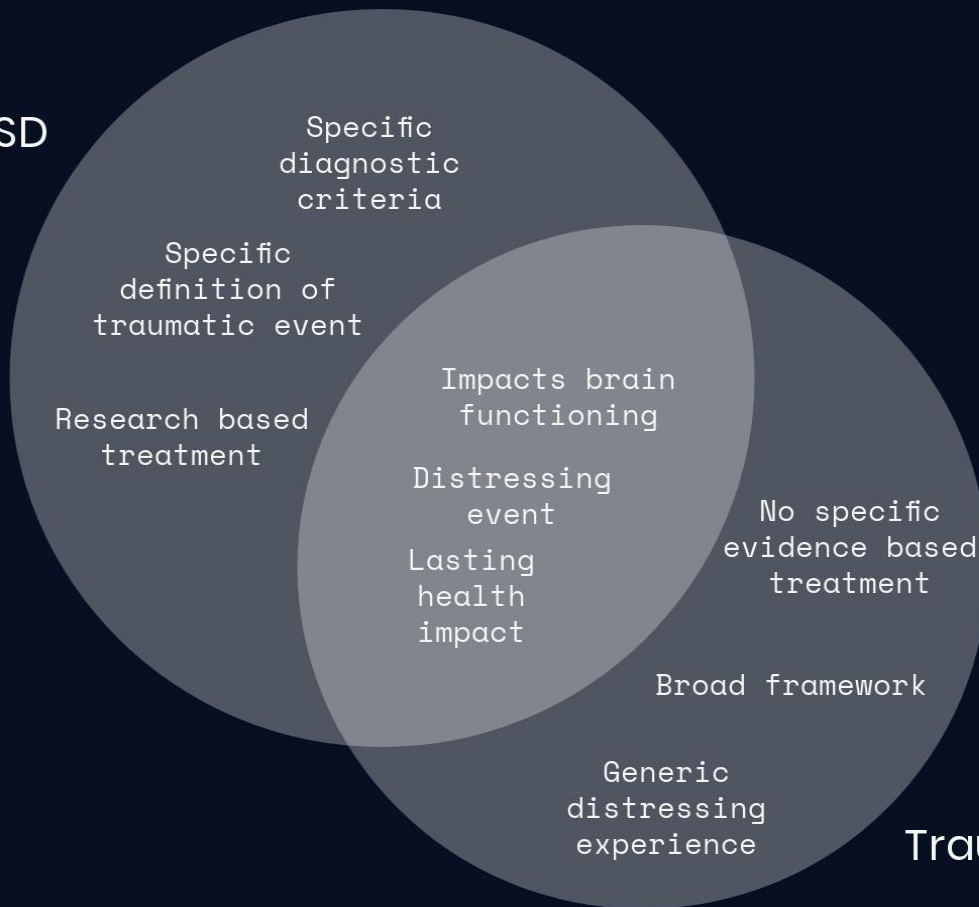 SD
Specific
diagnostic
criteria
Specific
definition of
traumatic event
Research based
treatment
Impacts brain
functioning
Distressing
event
Lasting
health
impact
No specific
evidence based
treatment
Broad framework
Generic
distressing
experience
Trau